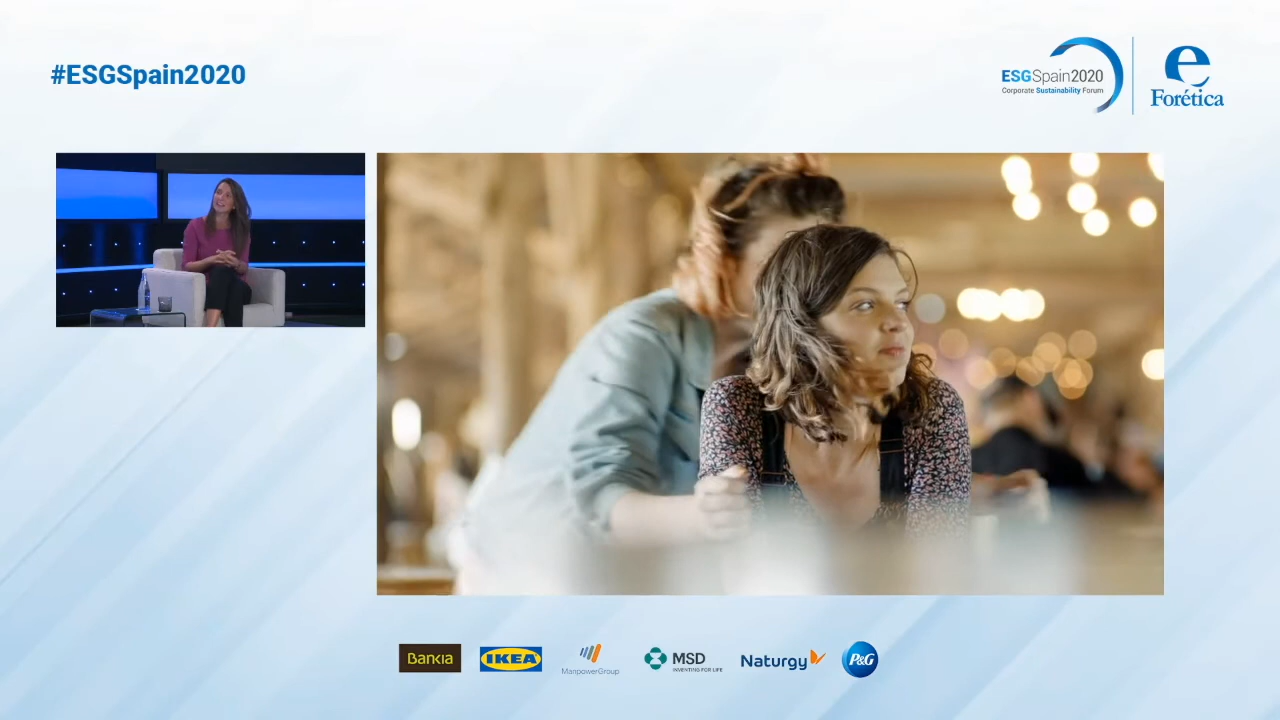 #ESGSpain2020
ESGSpain2020
Corporate Sustainability Forum
e
Forética
Bankia
IKEA
ManpowerGroup
MSD
INVENTING FOR LIFE
Naturgy
P&G